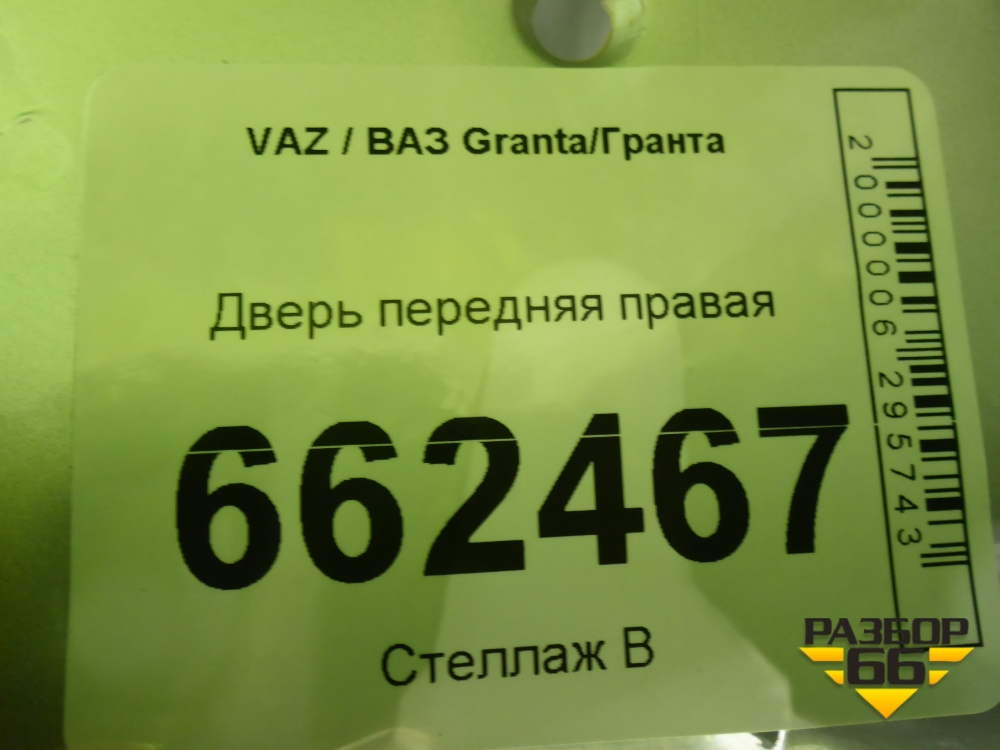 VAZ / ВАЗ Granta/Гранта
Дверь передняя правая
662467
Стеллаж В
2000006295743
РАЗБОР
66